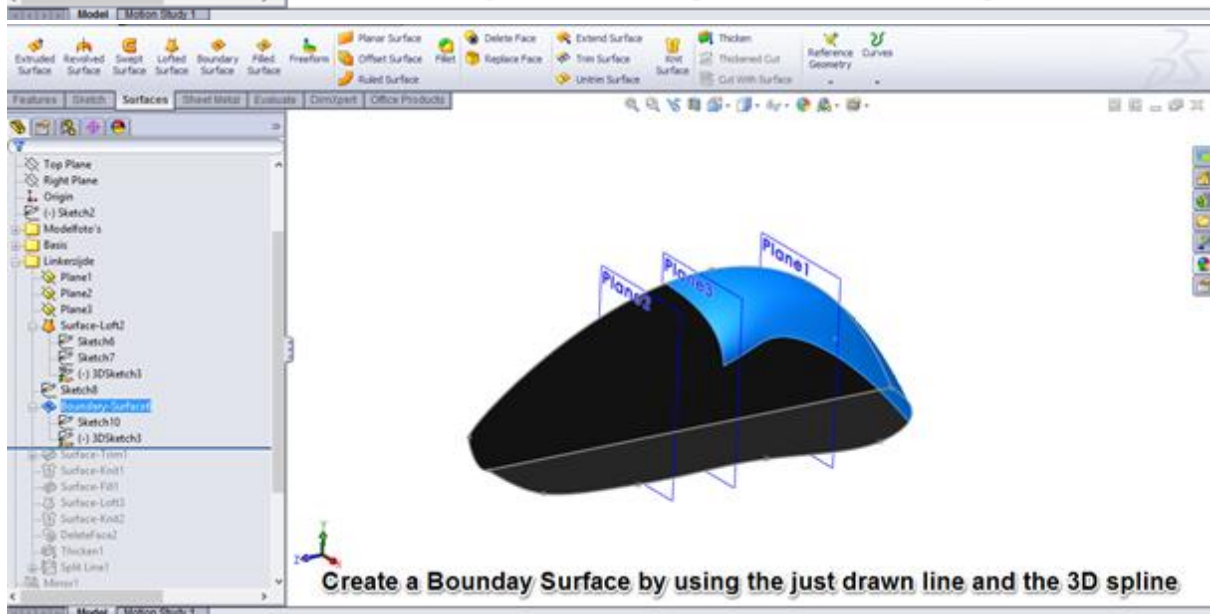 Model Motion Study 1
Extruded Surface Revolved Surface Swept Surface Lofted Surface Boundary Surface Filled Surface Freeform
Planar Surface
Offset Surface
Ruled Surface
Fillet
Delete Face
Replace Face
Extend Surface
Trim Surface
Untrim Surface
Knit Surface
Thicken
Thickened Cut
Cut With Surface
Reference Geometry
Curves
Features Sketch Surfaces Sheet Metal Evaluate DimXpert Office Products
Top Plane
Right Plane
Origin
(-) Sketch2
Modelfoto's
Basis
Linkerzijde
Plane1
Plane2
Plane3
Surface-Loft2
Sketch6
Sketch7
(-) 3DSketch3
Sketch8
Boundary-Surface6
Sketch10
(-) 3DSketch3
Surface-Trim1
Surface-Knit1
Surface-Fill1
Surface-Loft3
Surface-Knit2
DeleteFace2
Thicken1
Split Line1
Mirror1
Plane2
Plane3
Plane1
Y
Z
Create a Bounday Surface by using the just drawn line and the 3D spline
Model Motion Study 1